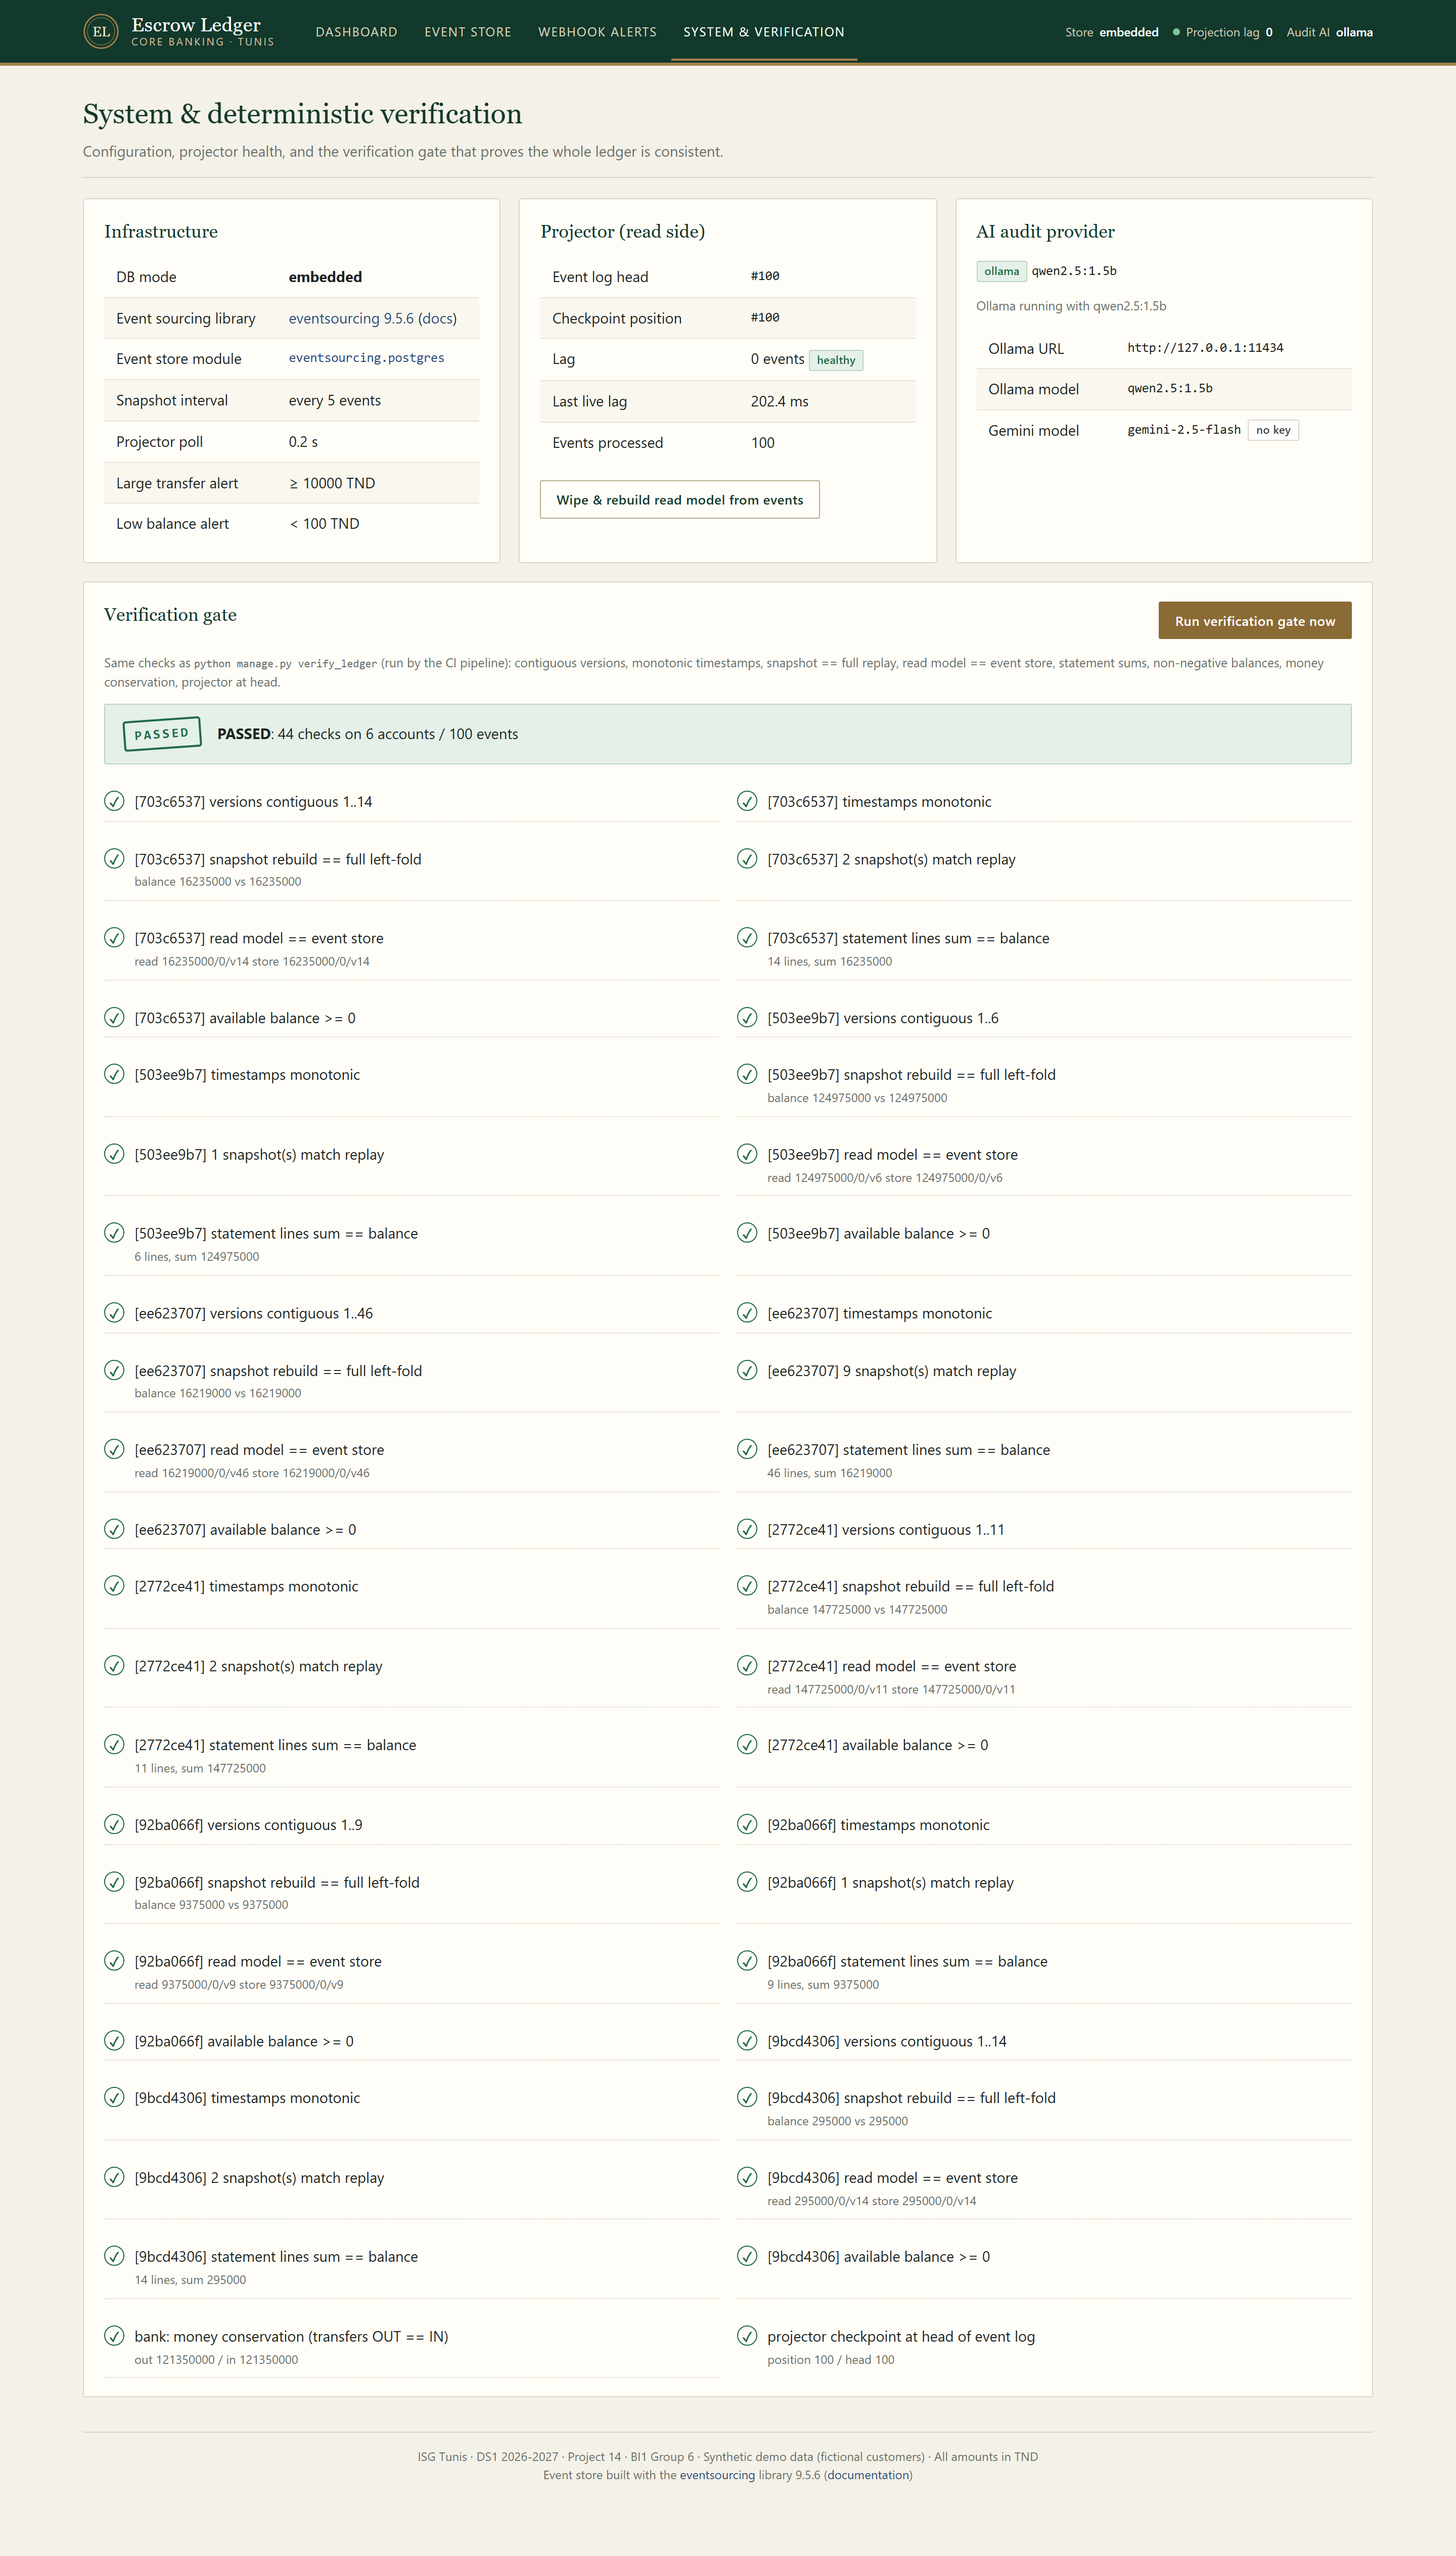 EL
Escrow Ledger
CORE BANKING · TUNIS
DASHBOARD
EVENT STORE
WEBHOOK ALERTS
SYSTEM & VERIFICATION
Store embedded
Projection lag 0
Audit AI ollama
System & deterministic verification
Configuration, projector health, and the verification gate that proves the whole ledger is consistent.
Infrastructure
DB mode embedded
Event sourcing library eventsourcing 9.5.6 (docs)
Event store module eventsourcing.postgres
Snapshot interval every 5 events
Projector poll 0.2 s
Large transfer alert ≥ 10000 TND
Low balance alert < 100 TND
Projector (read side)
Event log head #100
Checkpoint position #100
Lag 0 events healthy
Last live lag 202.4 ms
Events processed 100
Wipe & rebuild read model from events
AI audit provider
ollama qwen2.5:1.5b
Ollama running with qwen2.5:1.5b
Ollama URL http://127.0.0.1:11434
Ollama model qwen2.5:1.5b
Gemini model gemini-2.5-flash no key
Verification gate
Run verification gate now
Same checks as python manage.py verify_ledger (run by the CI pipeline): contiguous versions, monotonic timestamps, snapshot == full replay, read model == event store, statement sums, non-negative balances, money
conservation, projector at head.
PASSED
PASSED: 44 checks on 6 accounts / 100 events
[703c6537] versions contiguous 1..14
[703c6537] timestamps monotonic
[703c6537] snapshot rebuild == full left-fold
balance 16235000 vs 16235000
[703c6537] 2 snapshot(s) match replay
[703c6537] read model == event store
read 16235000/0/v14 store 16235000/0/v14
[703c6537] statement lines sum == balance
14 lines, sum 16235000
[703c6537] available balance >= 0
[503ee9b7] versions contiguous 1..6
[503ee9b7] timestamps monotonic
[503ee9b7] snapshot rebuild == full left-fold
balance 124975000 vs 124975000
[503ee9b7] 1 snapshot(s) match replay
[503ee9b7] read model == event store
read 124975000/0/v6 store 124975000/0/v6
[503ee9b7] statement lines sum == balance
6 lines, sum 124975000
[503ee9b7] available balance >= 0
[ee623707] versions contiguous 1..46
[ee623707] timestamps monotonic
[ee623707] snapshot rebuild == full left-fold
balance 16219000 vs 16219000
[ee623707] 9 snapshot(s) match replay
[ee623707] read model == event store
read 16219000/0/v46 store 16219000/0/v46
[ee623707] statement lines sum == balance
46 lines, sum 16219000
[ee623707] available balance >= 0
[2772ce41] versions contiguous 1..11
[2772ce41] timestamps monotonic
[2772ce41] snapshot rebuild == full left-fold
balance 147725000 vs 147725000
[2772ce41] 2 snapshot(s) match replay
[2772ce41] read model == event store
read 147725000/0/v11 store 147725000/0/v11
[2772ce41] statement lines sum == balance
11 lines, sum 147725000
[2772ce41] available balance >= 0
[92ba066f] versions contiguous 1..9
[92ba066f] timestamps monotonic
[92ba066f] snapshot rebuild == full left-fold
balance 9375000 vs 9375000
[92ba066f] 1 snapshot(s) match replay
[92ba066f] read model == event store
read 9375000/0/v9 store 9375000/0/v9
[92ba066f] statement lines sum == balance
9 lines, sum 9375000
[92ba066f] available balance >= 0
[9bcd4306] versions contiguous 1..14
[9bcd4306] timestamps monotonic
[9bcd4306] snapshot rebuild == full left-fold
balance 295000 vs 295000
[9bcd4306] 2 snapshot(s) match replay
[9bcd4306] read model == event store
read 295000/0/v14 store 295000/0/v14
[9bcd4306] statement lines sum == balance
14 lines, sum 295000
[9bcd4306] available balance >= 0
bank: money conservation (transfers OUT == IN)
out 121350000 / in 121350000
projector checkpoint at head of event log
position 100 / head 100
ISG Tunis · DS1 2026-2027 · Project 14 · BI1 Group 6 · Synthetic demo data (fictional customers) · All amounts in TND
Event store built with the eventsourcing library 9.5.6 (documentation)